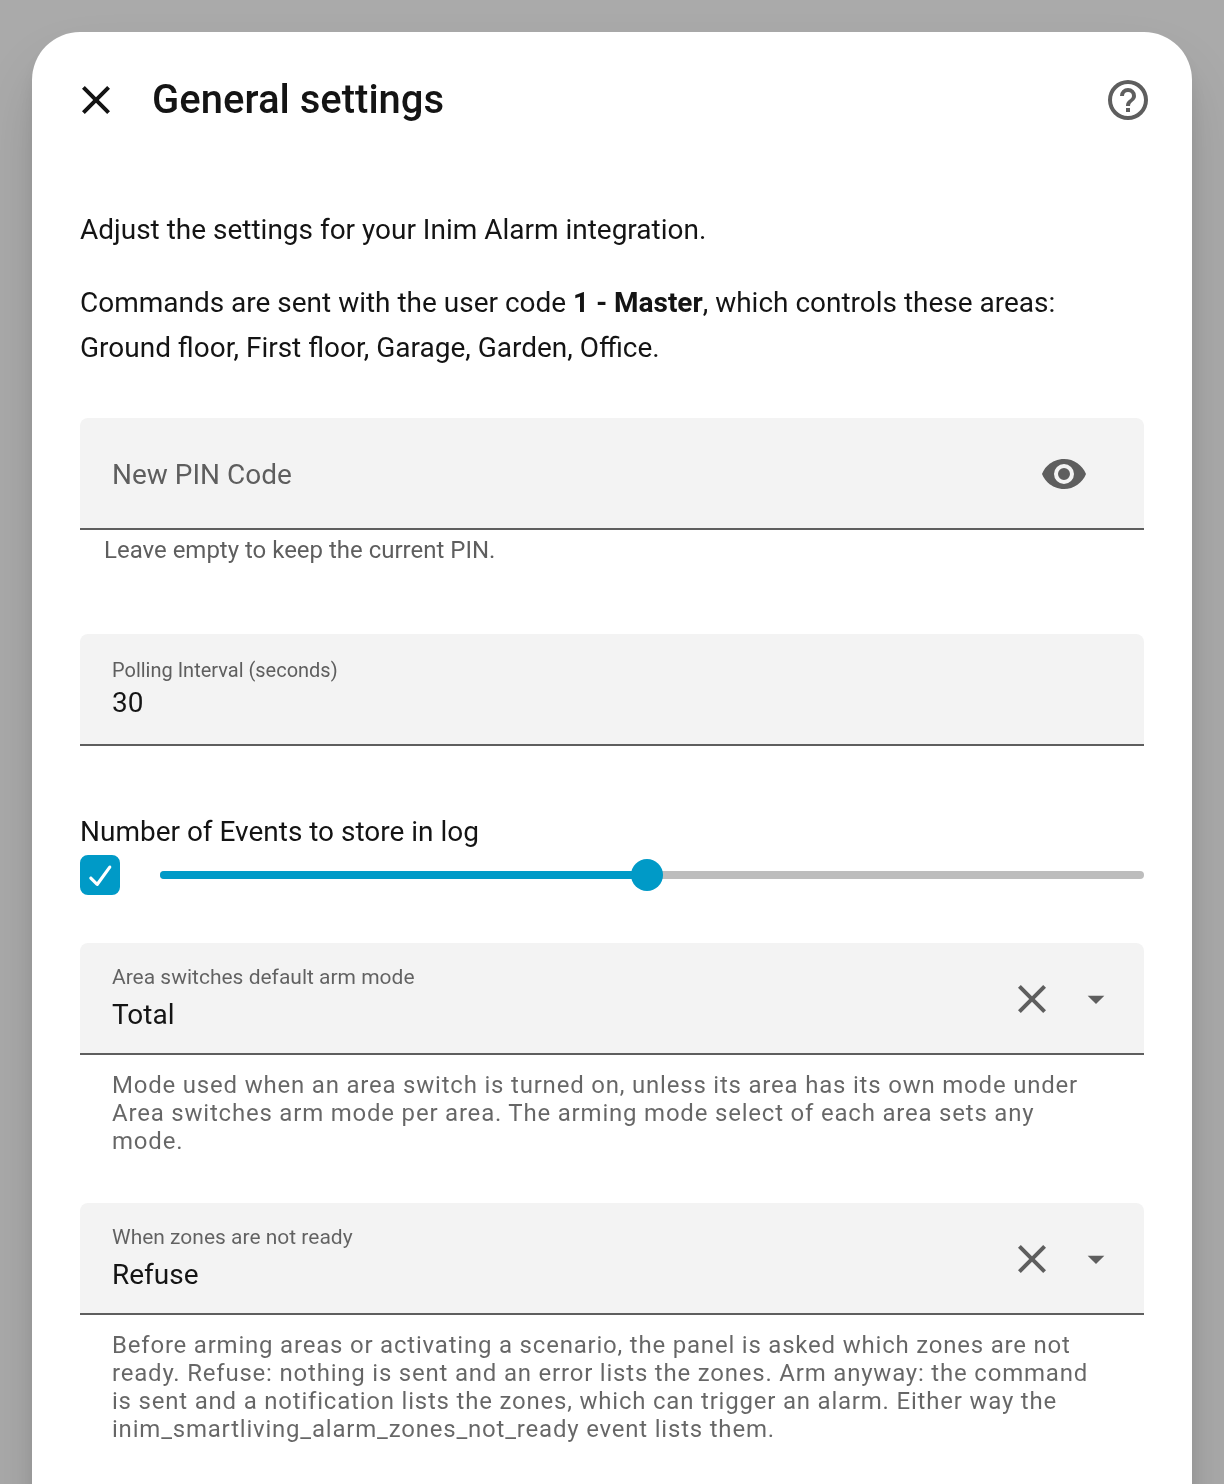 General settings
Adjust the settings for your Inim Alarm integration.
Commands are sent with the user code 1 - Master, which controls these areas:
Ground floor, First floor, Garage, Garden, Office.
New PIN Code
Leave empty to keep the current PIN.
Polling Interval (seconds)
30
Number of Events to store in log
Area switches default arm mode
Total
Mode used when an area switch is turned on, unless its area has its own mode under
Area switches arm mode per area. The arming mode select of each area sets any
mode.
When zones are not ready
Refuse
Before arming areas or activating a scenario, the panel is asked which zones are not
ready. Refuse: nothing is sent and an error lists the zones. Arm anyway: the command
is sent and a notification lists the zones, which can trigger an alarm. Either way the
inim_smartliving_alarm_zones_not_ready event lists them.